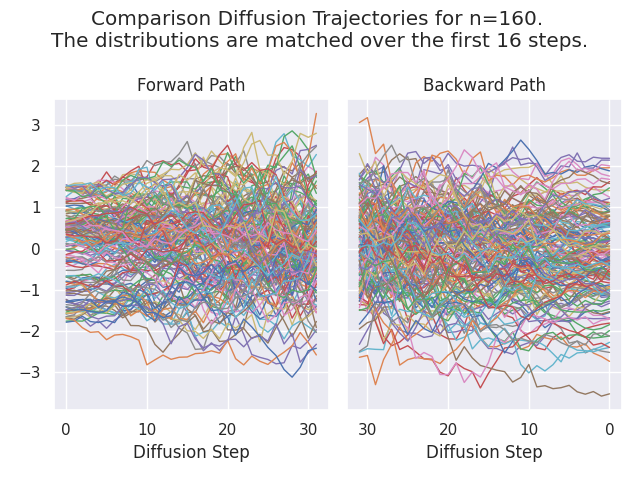 Comparison Diffusion Trajectories for n=160.
The distributions are matched over the first 16 steps.
Forward Path
Backward Path
3
2
1
0
−1
−2
−3
0 10 20 30
30 20 10 0
Diffusion Step
Diffusion Step